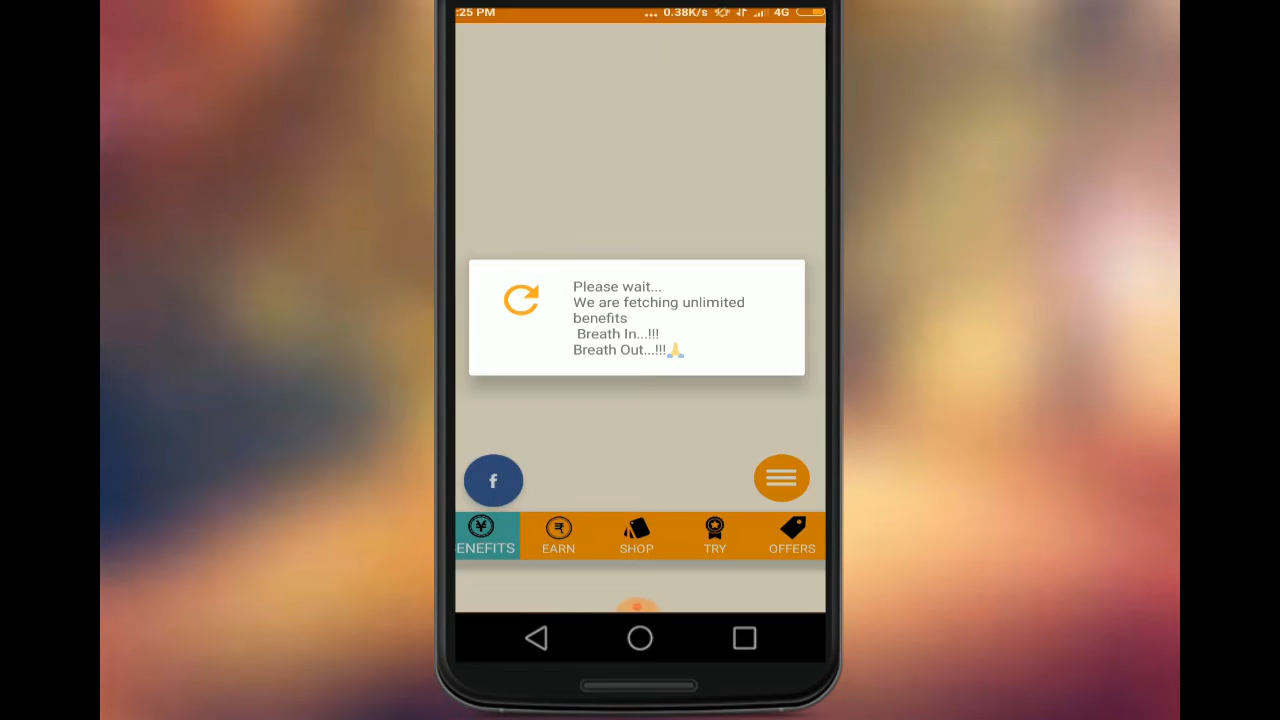 :25 PM ... 0.38K/s 4G
Please wait...
We are fetching unlimited
benefits
Breath In...!!!
Breath Out...!!!🙏
f
ENEFITS EARN SHOP TRY OFFERS